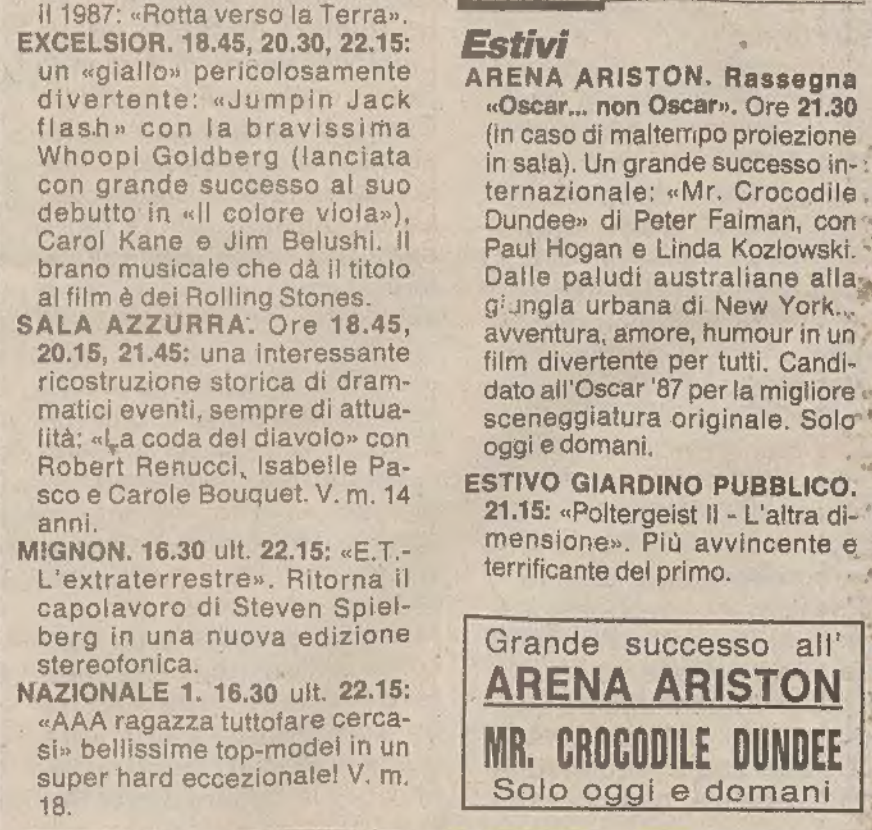 il 1987: «Rotta verso la Terra».
EXCELSIOR. 18.45, 20.30, 22.15:
un «giallo» pericolosamente
divertente: «Jumpin Jack
flash» con la bravissima
Whoopi Goldberg (lanciata
con grande successo al suo
debutto in «Il colore viola»),
Carol Kane e Jim Belushi. Il
brano musicale che dà il titolo
al film è dei Rolling Stones.
SALA AZZURRA. Ore 18.45,
20.15, 21.45: una interessante
ricostruzione storica di dram-
matici eventi, sempre di attua-
lità: «La coda del diavolo» con
Robert Renucci, Isabelle Pa-
sco e Carole Bouquet. V. m. 14
anni.
MIGNON. 16.30 ult. 22.15: «E.T.-
L'extraterrestre». Ritorna il
capolavoro di Steven Spiel-
berg in una nuova edizione
stereofonica.
NAZIONALE 1. 16.30 ult. 22.15:
«AAA ragazza tuttofare cerca-
si» bellissime top-model in un
super hard eccezionale! V. m.
18.
Estivi
ARENA ARISTON. Rassegna
«Oscar... non Oscar». Ore 21.30
(in caso di maltempo proiezione
in sala). Un grande successo in-
ternazionale: «Mr. Crocodile
Dundee» di Peter Faiman, con
Paul Hogan e Linda Kozlowski.
Dalle paludi australiane alla
giungla urbana di New York...
avventura, amore, humour in un
film divertente per tutti. Candi-
dato all'Oscar '87 per la migliore
sceneggiatura originale. Solo
oggi e domani.
ESTIVO GIARDINO PUBBLICO.
21.15: «Poltergeist II - L'altra di-
mensione». Più avvincente e
terrificante del primo.
Grande successo all'
ARENA ARISTON
MR. CROCODILE DUNDEE
Solo oggi e domani